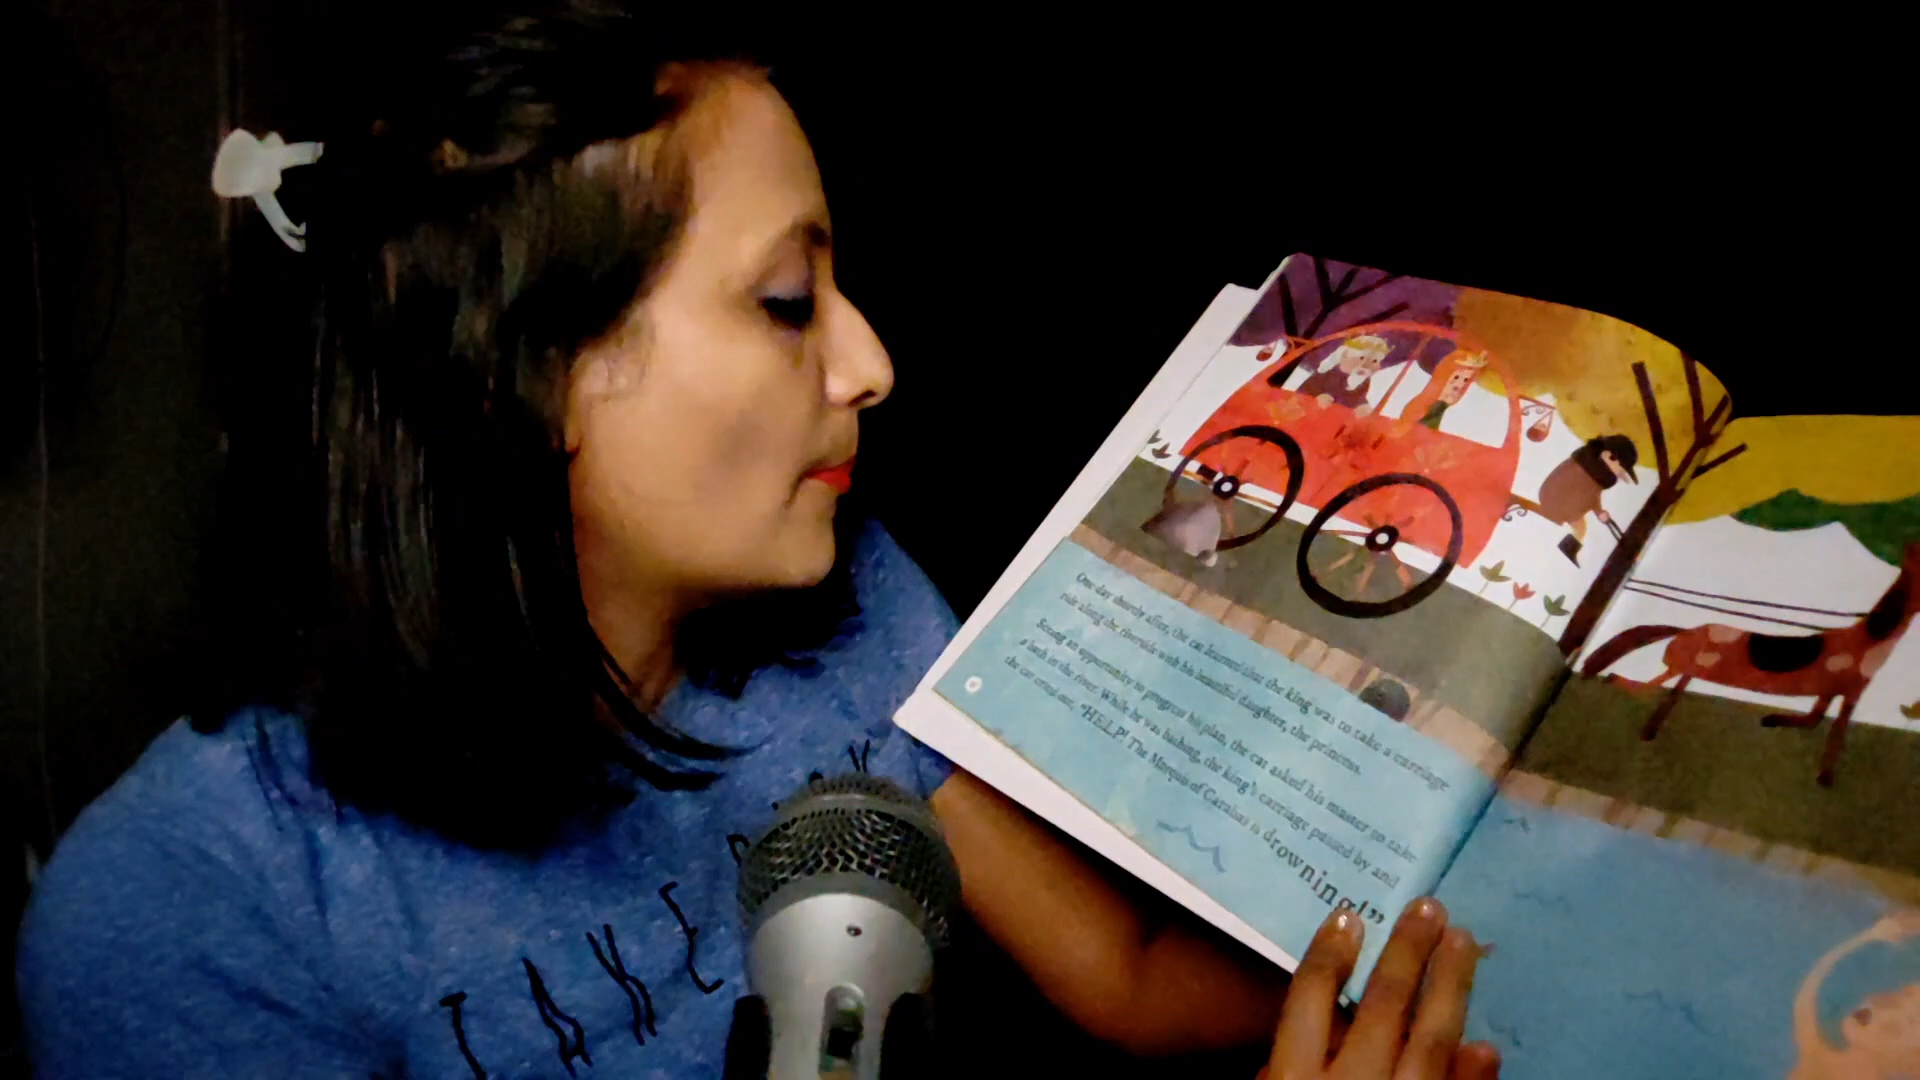 One day shortly after, the cat learned that the king was to take a carriage
ride along the riverside with his beautiful daughter, the princess.
Seeing an opportunity to progress his plan, the cat asked his master to take
a bath in the river. While he was bathing, the king's carriage passed by and
the cat cried out, "HELP! The Marquis of Carabas is drowning!"
TAKE